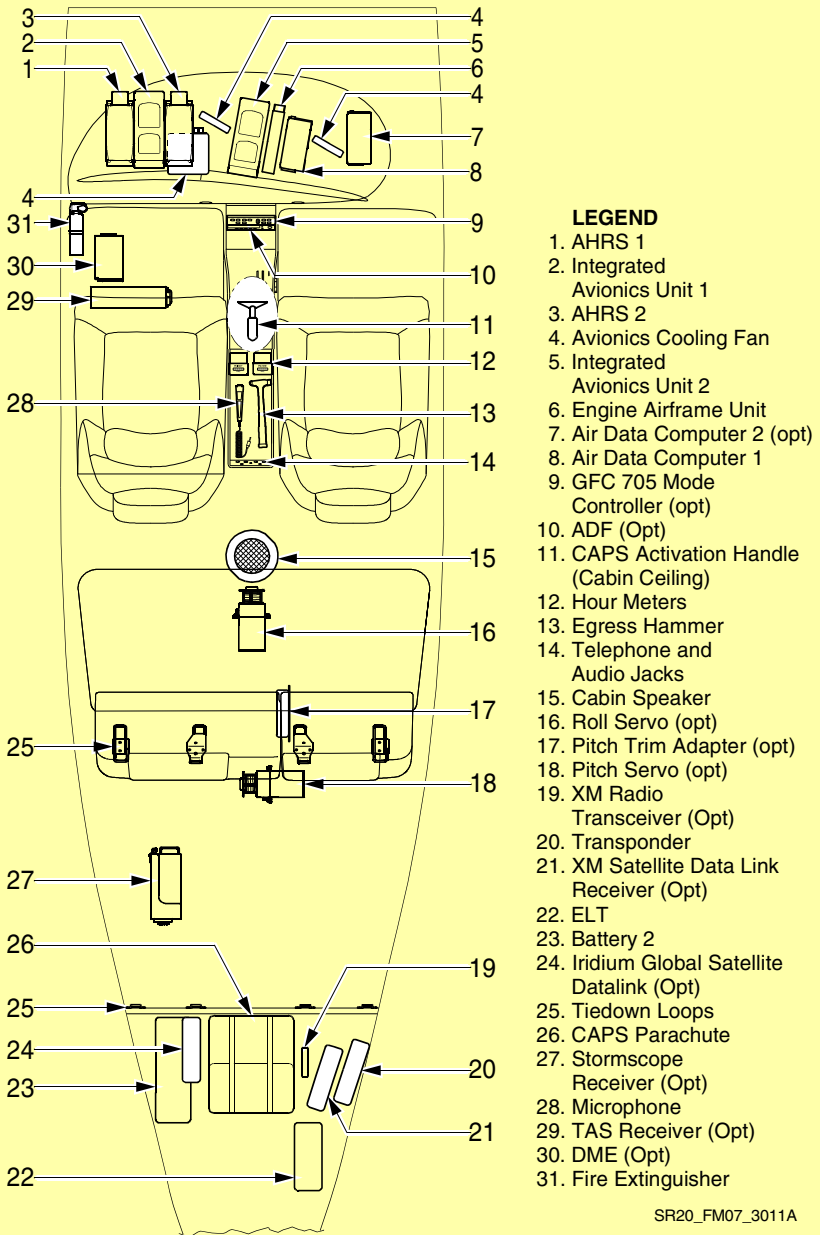 3
2
1
4
5
6
4
7
8
4
31
9
30
10
29
11
12
28
13
14
15
16
17
25
18
27
26
19
25
24
20
23
21
22
LEGEND
1. AHRS 1
2. Integrated
Avionics Unit 1
3. AHRS 2
4. Avionics Cooling Fan
5. Integrated
Avionics Unit 2
6. Engine Airframe Unit
7. Air Data Computer 2 (opt)
8. Air Data Computer 1
9. GFC 705 Mode
Controller (opt)
10. ADF (Opt)
11. CAPS Activation Handle
(Cabin Ceiling)
12. Hour Meters
13. Egress Hammer
14. Telephone and
Audio Jacks
15. Cabin Speaker
16. Roll Servo (opt)
17. Pitch Trim Adapter (opt)
18. Pitch Servo (opt)
19. XM Radio
Transceiver (Opt)
20. Transponder
21. XM Satellite Data Link
Receiver (Opt)
22. ELT
23. Battery 2
24. Iridium Global Satellite
Datalink (Opt)
25. Tiedown Loops
26. CAPS Parachute
27. Stormscope
Receiver (Opt)
28. Microphone
29. TAS Receiver (Opt)
30. DME (Opt)
31. Fire Extinguisher
SR20_FM07_3011A